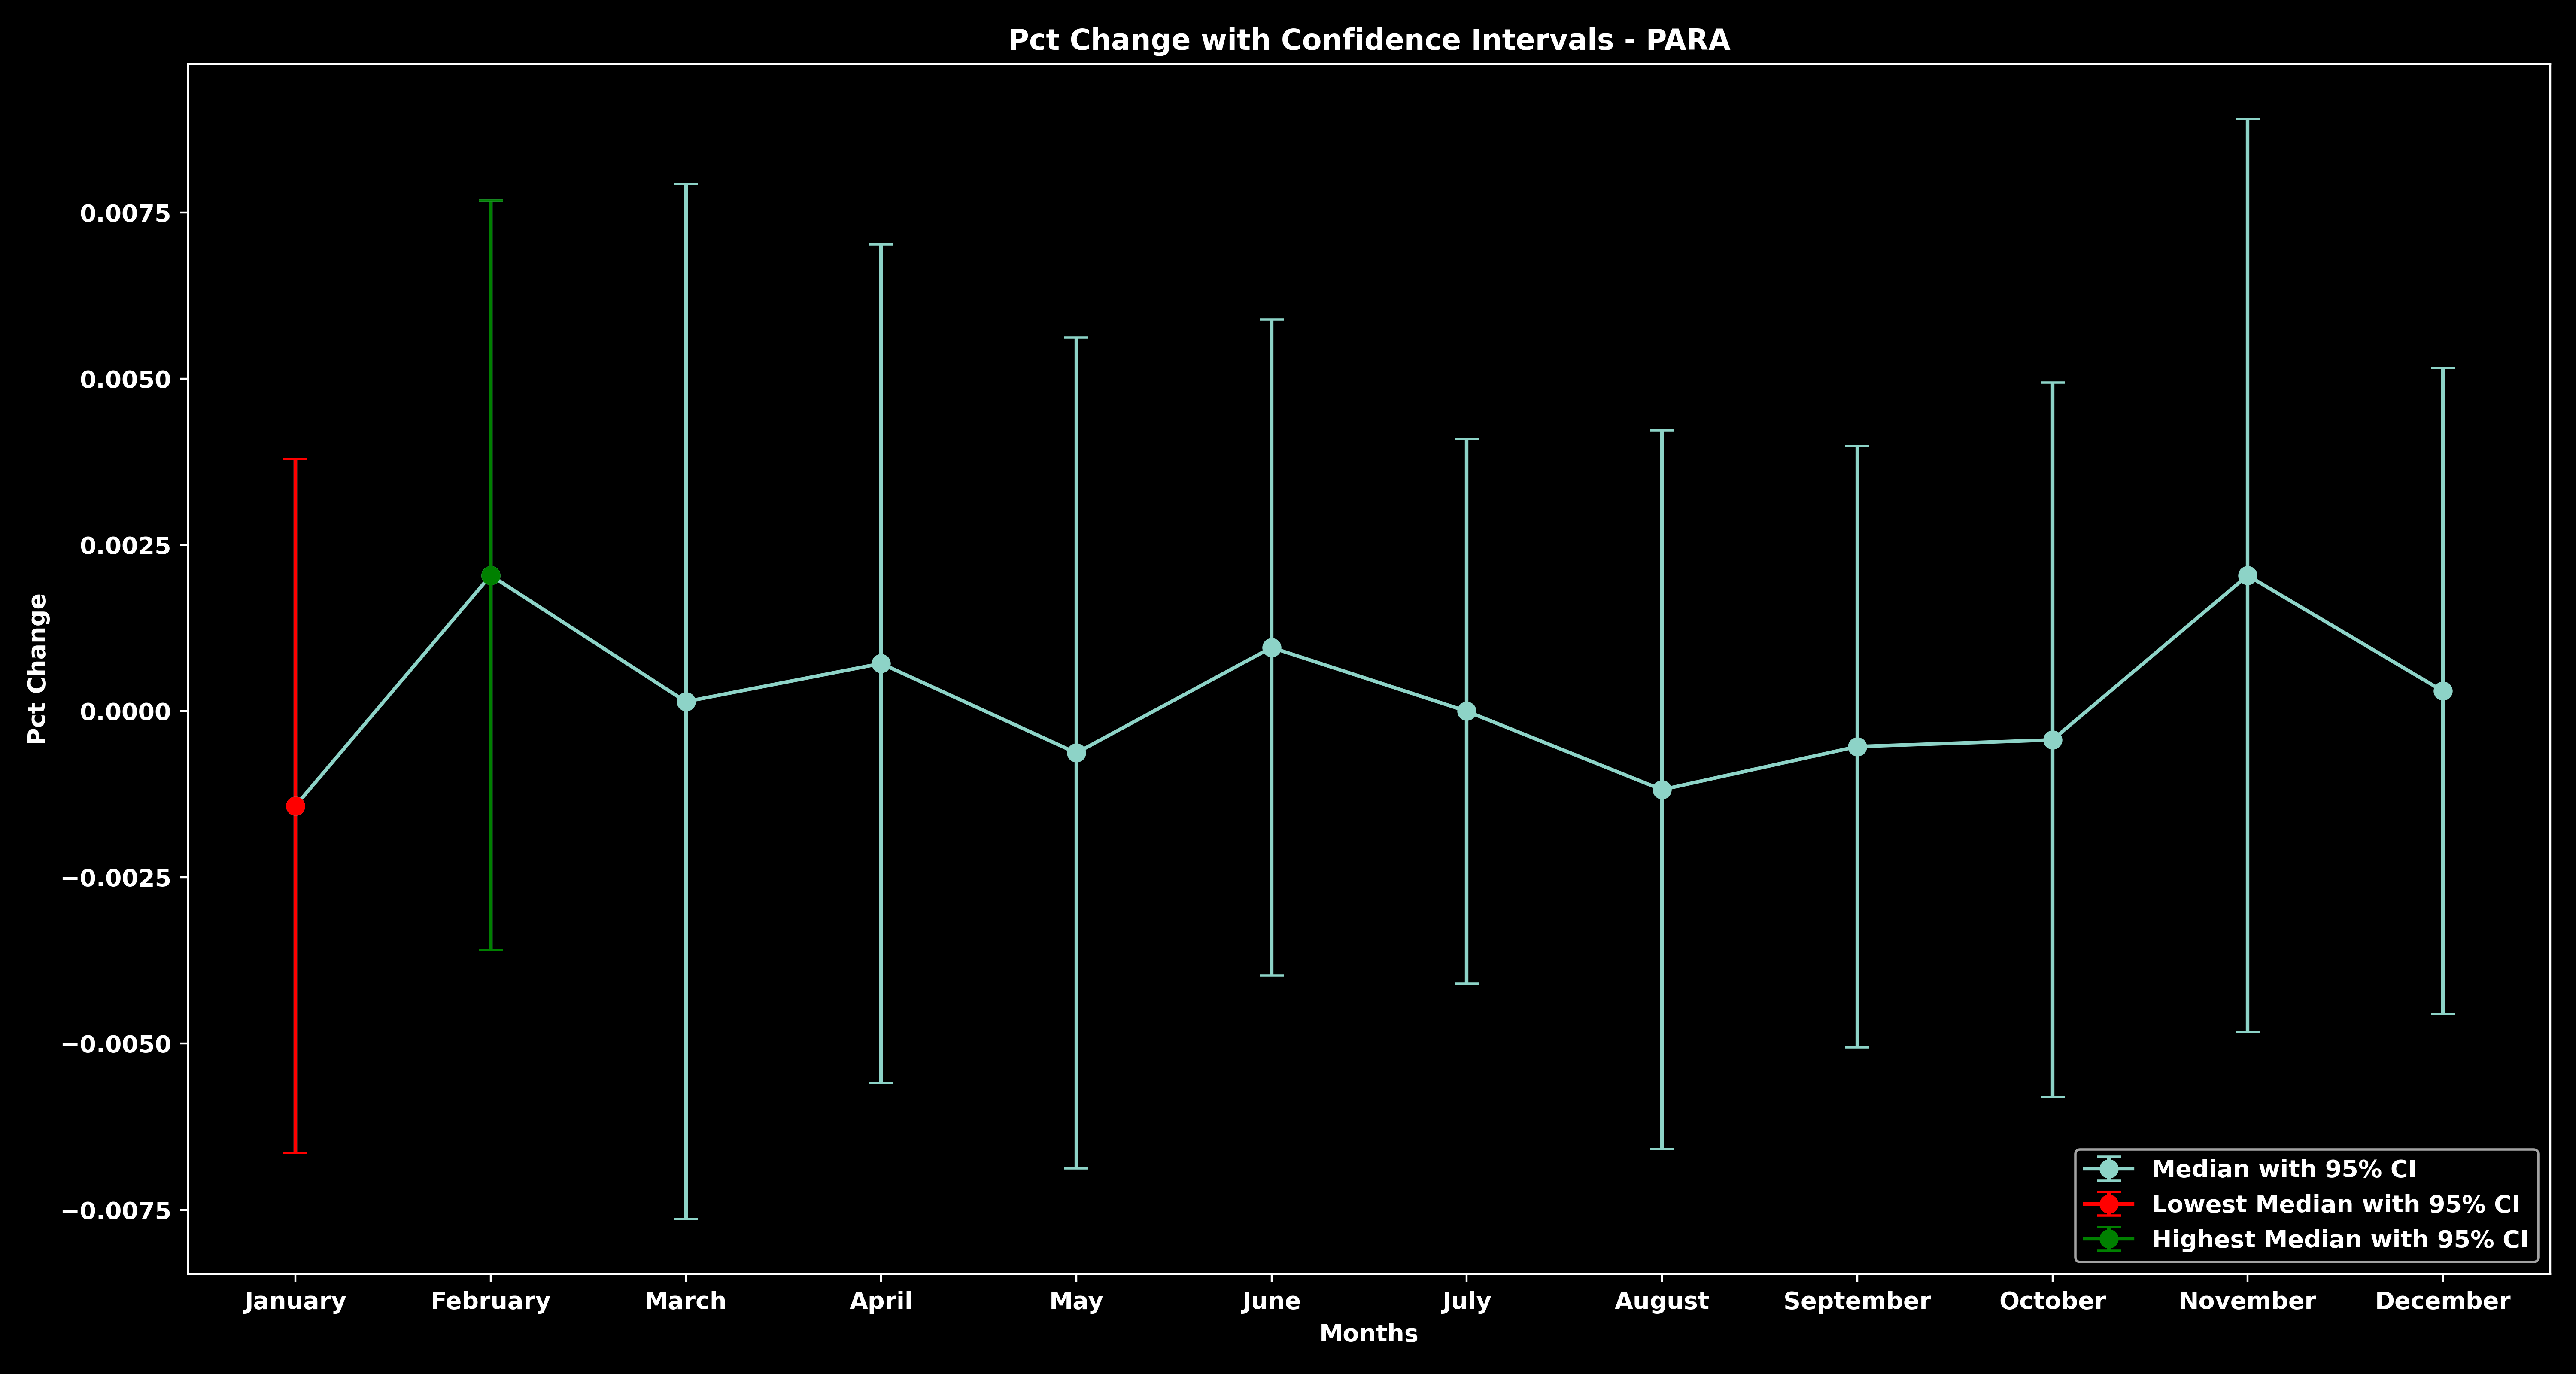 Pct Change with Confidence Intervals - PARA
Pct Change
0.0075
0.0050
0.0025
0.0000
−0.0025
−0.0050
−0.0075
January February March April May June July August September October November December
Months
Median with 95% CI
Lowest Median with 95% CI
Highest Median with 95% CI